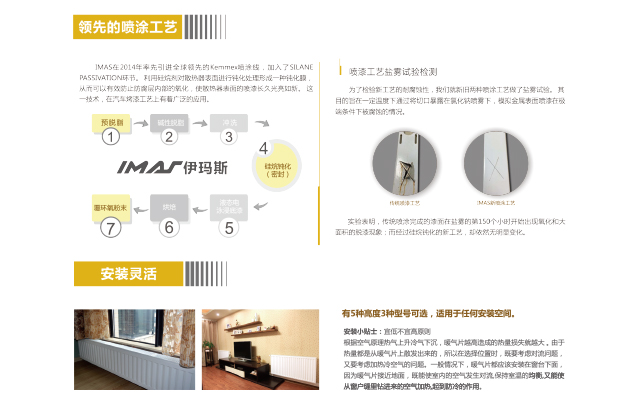 领先的喷涂工艺
IMAS在2014年率先引进全球领先的Kemmex喷涂线，加入了SILANE
PASSIVATION环节。 利用硅烷剂对散热器表面进行钝化处理形成一种钝化膜，
从而可以有效防止防腐层内部的氧化，使散热器表面的喷漆长久光亮如新。 这
一技术，在汽车烤漆工艺上有着广泛的应用。
预脱脂
1
碱性脱脂
2
冲 洗
3
4
硅烷钝化
（密封）
IMAS 伊玛斯
喷环氧粉末
7
烘培
6
5
喷漆工艺盐雾试验检测
为了检验新工艺的耐腐蚀性，我们就新旧两种喷涂工艺做了盐雾试验。 其
目的旨在一定温度下通过将切口暴露在氯化钠喷雾下，模拟金属表面喷漆在极
端条件下被腐蚀的情况。
传统喷漆工艺
IMAS新喷涂工艺
实验表明，传统喷涂完成的漆面在盐雾的第150个小时开始出现氧化和大
面积的脱漆现象；而经过硅烷钝化的新工艺，却依然无明显变化。
安装灵活
有5种高度3种型号可选，适用于任何安装空间。
安装小贴士：宜低不宜高原则
根据空气原理热气上升冷气下沉，暖气片越高造成的热量损失就越大 。由于
热量都是从暖气片上散发出来的，所以在选择位置时，既要考虑对流问题，
又要考虑加热冷空气的问题。一般情况下，暖气片都应该安装在窗台下面，
因为暖气片接近地面，既能使室内的空气发生对流, 保持室温的均衡, 又能使
从窗户缝里钻进来的空气加热, 起到防冷的作用。